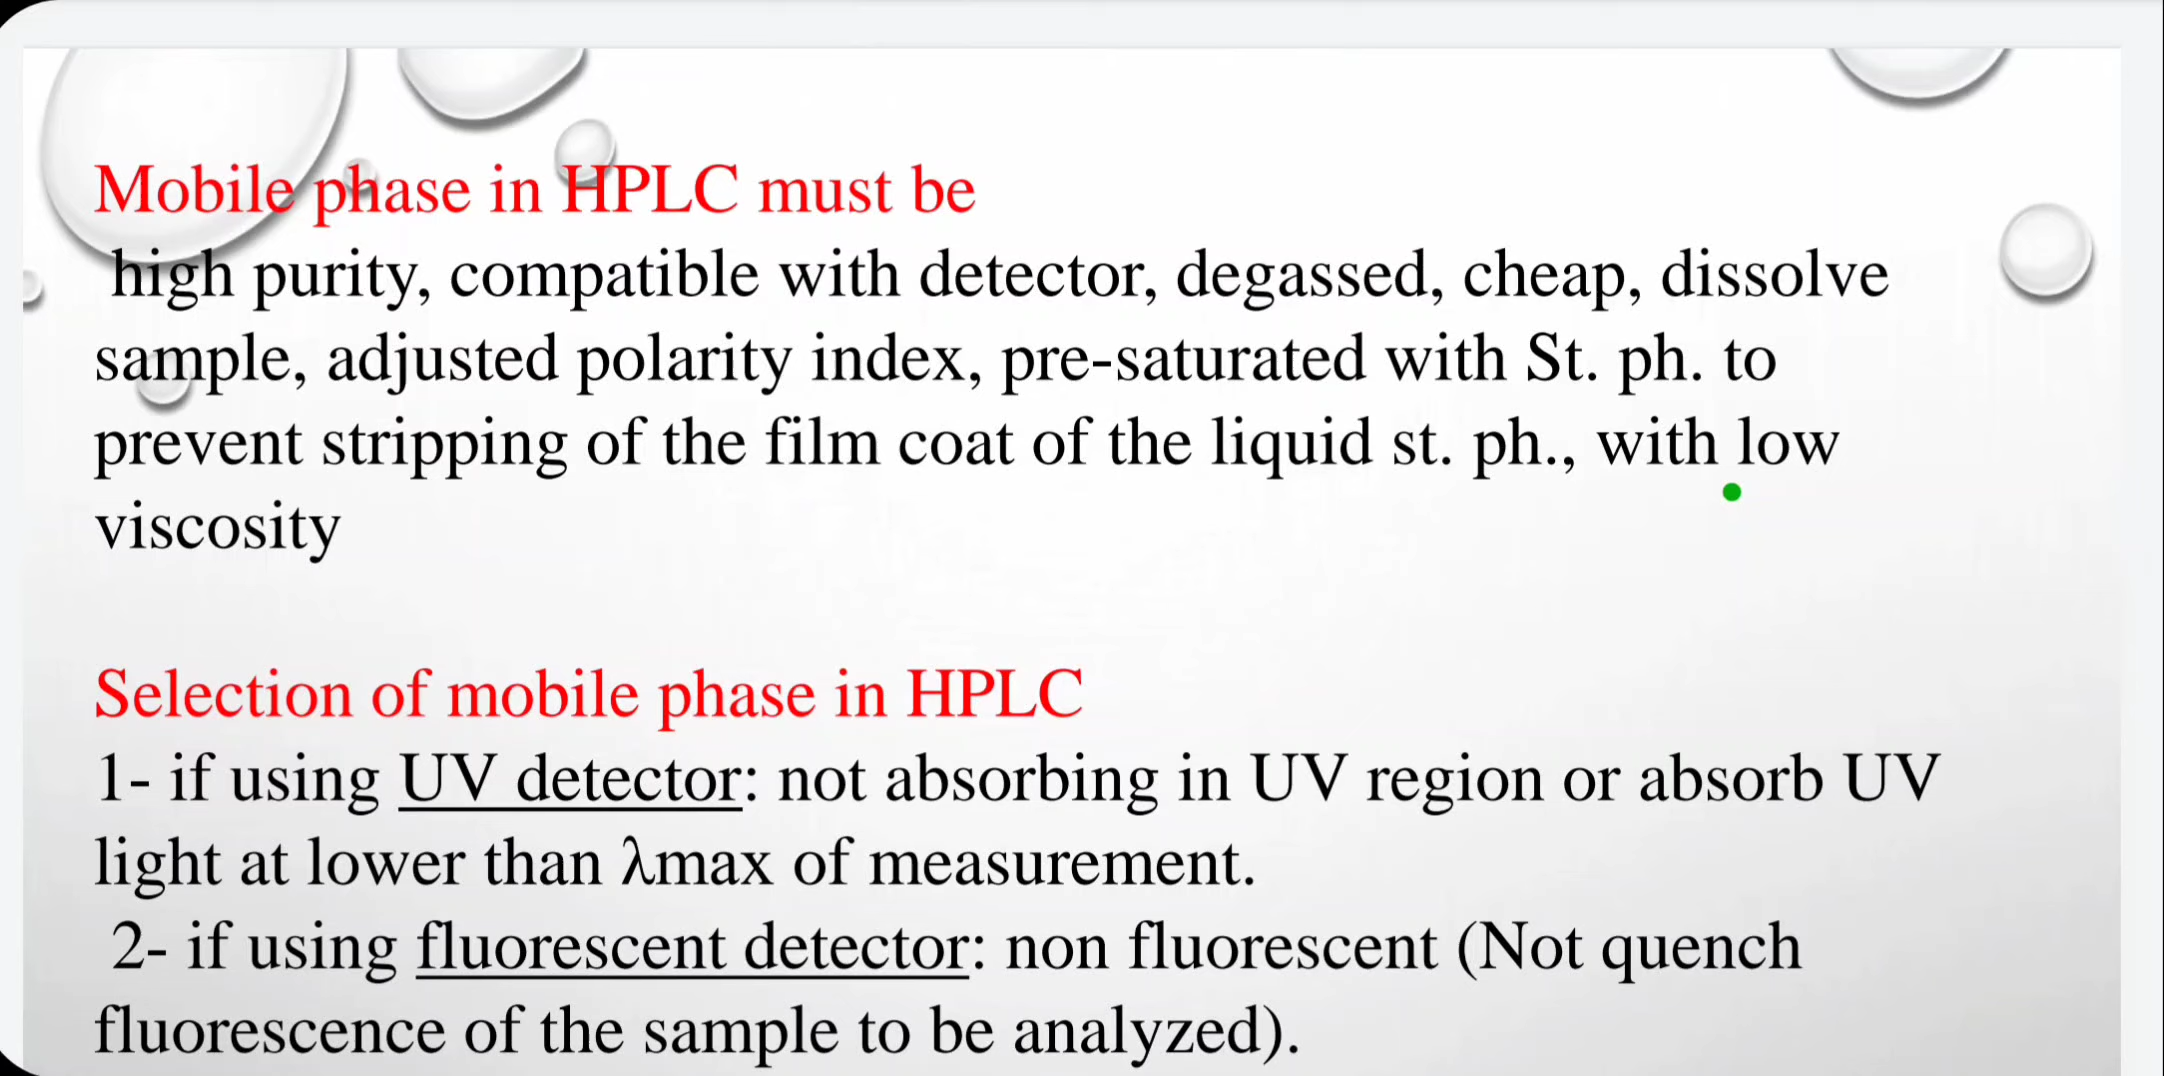 Mobile phase in HPLC must be
high purity, compatible with detector, degassed, cheap, dissolve
sample, adjusted polarity index, pre-saturated with St. ph. to
prevent stripping of the film coat of the liquid st. ph., with low
viscosity
Selection of mobile phase in HPLC
1- if using UV detector: not absorbing in UV region or absorb UV
light at lower than λmax of measurement.
2- if using fluorescent detector: non fluorescent (Not quench
fluorescence of the sample to be analyzed).